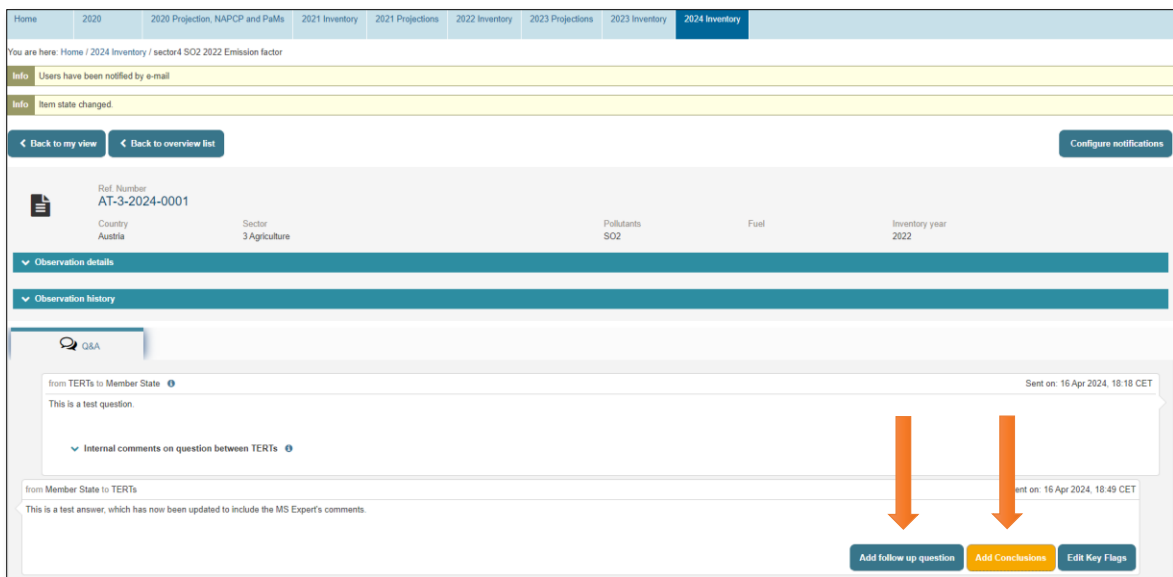 Home 2020 2020 Projection, NAPCP and PaMs 2021 Inventory 2021 Projections 2022 Inventory 2023 Projections 2023 Inventory 2024 Inventory
You are here: Home / 2024 Inventory / sector4 SO2 2022 Emission factor
Info Users have been notified by e-mail
Info Item state changed.
Back to my view Back to overview list Configure notifications
Ref. Number
AT-3-2024-0001
Country Sector Pollutants Fuel Inventory year
Austria 3 Agriculture SO2 2022
Observation details
Observation history
Q&A
from TERTs to Member State Sent on: 16 Apr 2024, 18:18 CET
This is a test question.
Internal comments on question between TERTs
from Member State to TERTs ent on: 16 Apr 2024, 18:49 CET
This is a test answer, which has now been updated to include the MS Expert's comments.
Add follow up question Add Conclusions Edit Key Flags